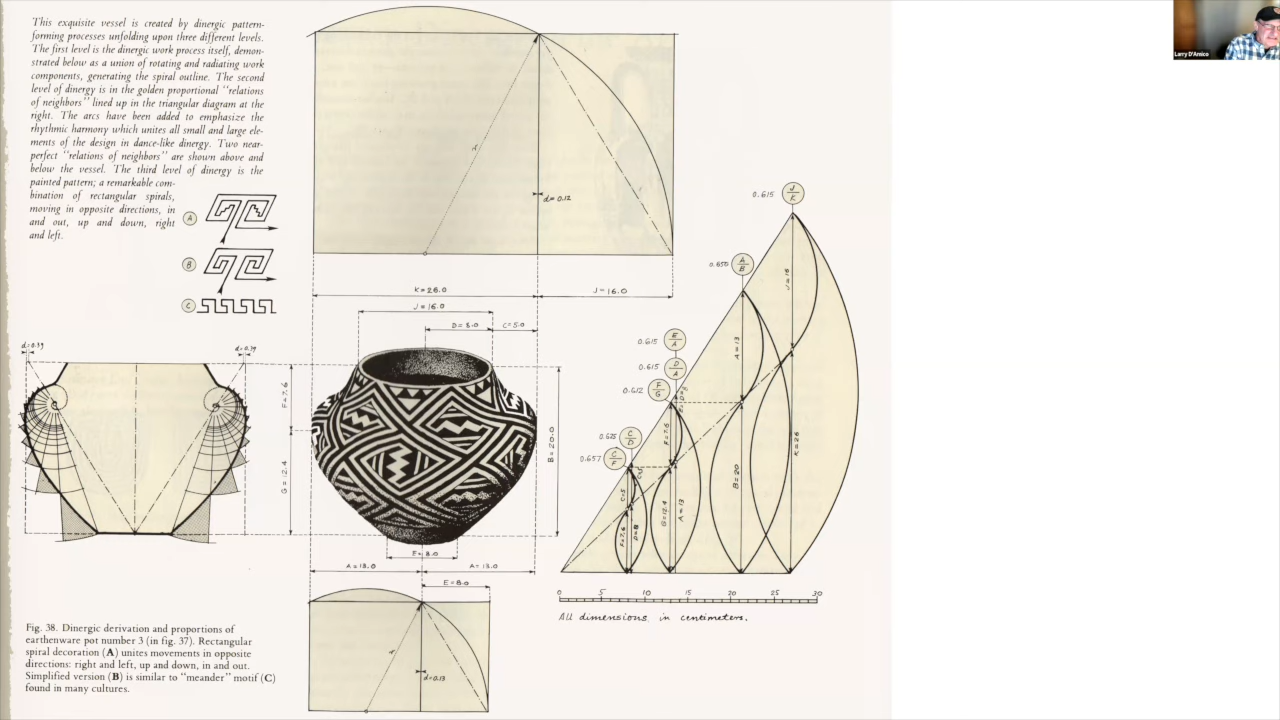 This exquisite vessel is created by dinergic pattern-
forming processes unfolding upon three different levels.
The first level is the dinergic work process itself, demon-
strated below as a union of rotating and radiating work
components, generating the spiral outline. The second
level of dinergy is in the golden proportional "relations
of neighbors" lined up in the triangular diagram at the
right. The arcs have been added to emphasize the
rhythmic harmony which unites all small and large ele-
ments of the design in dance-like dinergy. Two near-
perfect "relations of neighbors" are shown above and
below the vessel. The third level of dinergy is the
painted pattern; a remarkable com-
bination of rectangular spirals,
moving in opposite directions, in
and out, up and down, right
and left.
A
B
C
Larry D'Amico
d=0.12
K=26.0
J=16.0
J=16.0
D=8.0
C=5.0
d=0.39
d=0.39
F=7.6
G=12.4
B=20.0
E=8.0
A=13.0
A=13.0
E=8.0
d=0.13
0.615
J
K
0.650
A
B
0.615
E
A
0.615
D
A
0.612
F
G
0.625
C
D
0.657
C
F
J=16
A=13
F=7.6
C=5
C=5
K=26
B=20
A=13
G=12.4
D=8
F=7.6
0 5 10 15 20 25 30
All dimensions in centimeters.
Fig. 38. Dinergic derivation and proportions of
earthenware pot number 3 (in fig. 37). Rectangular
spiral decoration (A) unites movements in opposite
directions: right and left, up and down, in and out.
Simplified version (B) is similar to "meander" motif (C)
found in many cultures.